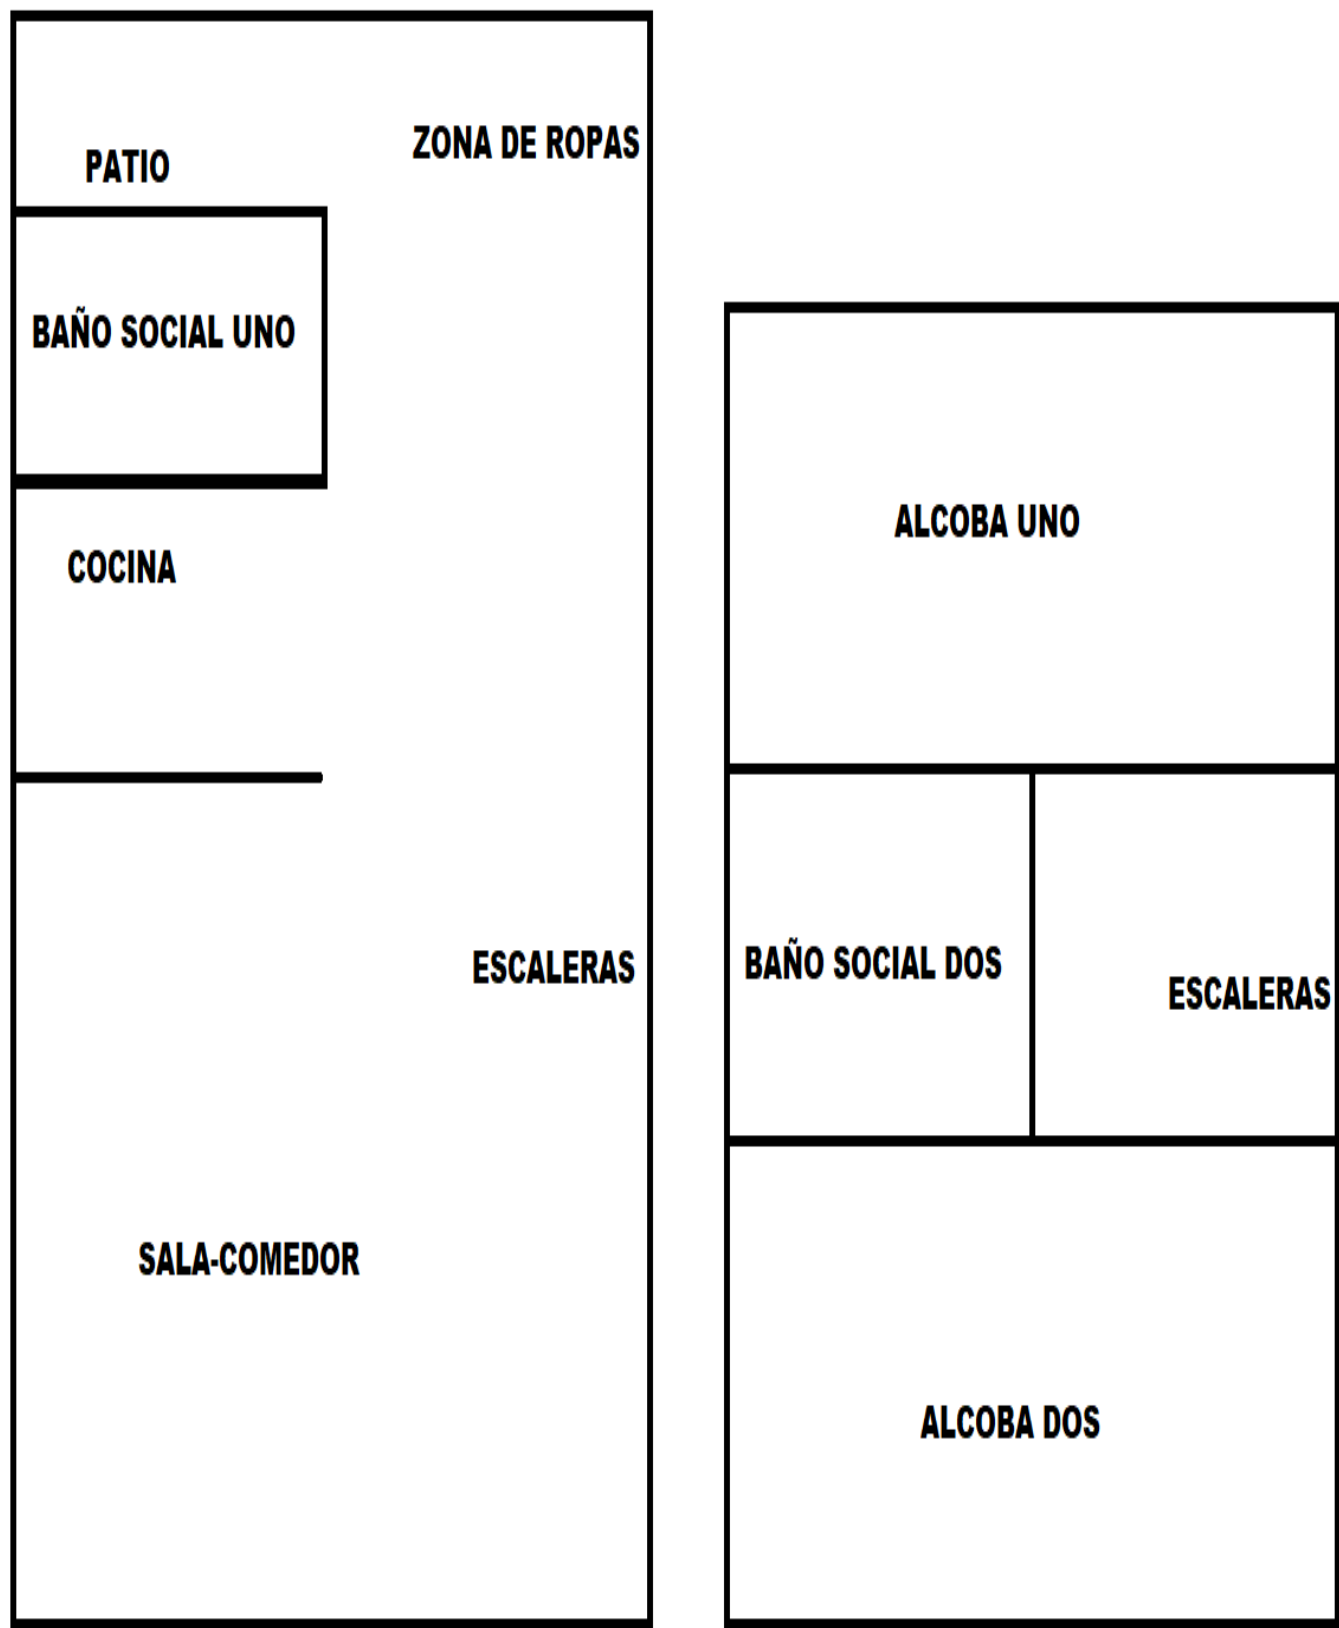 PATIO
ZONA DE ROPAS
BAÑO SOCIAL UNO
COCINA
ESCALERAS
SALA-COMEDOR
ALCOBA UNO
BAÑO SOCIAL DOS
ESCALERAS
ALCOBA DOS